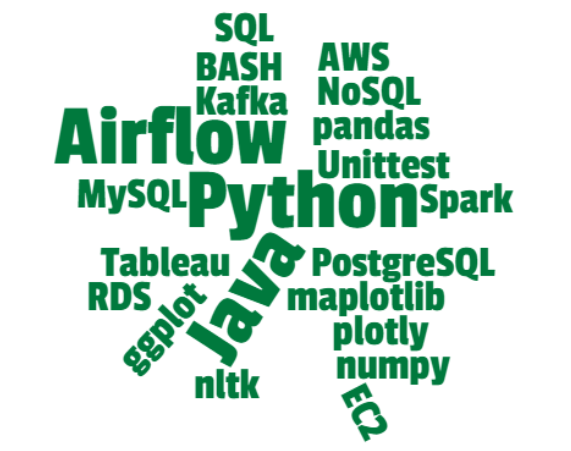 SQL
BASH
AWS
Kafka
NoSQL
Airflow
pandas
Unittest
MySQL
Python
Spark
Tableau
PostgreSQL
RDS
ggplot
Java
maplotlib
plotly
nltk
numpy
EC2